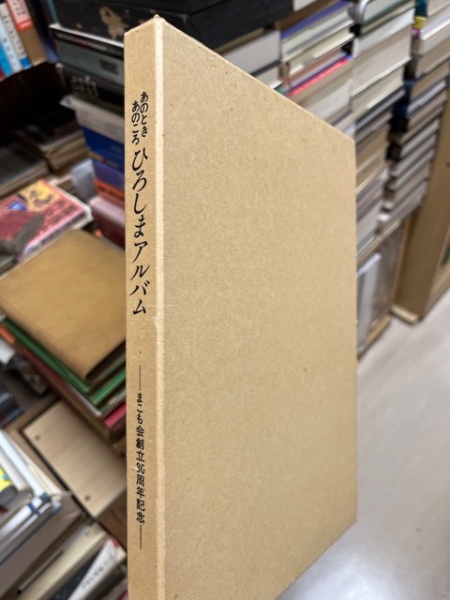 あのとき
あのころ
ひろしまアルバム
―まこも会創立36周年記念―